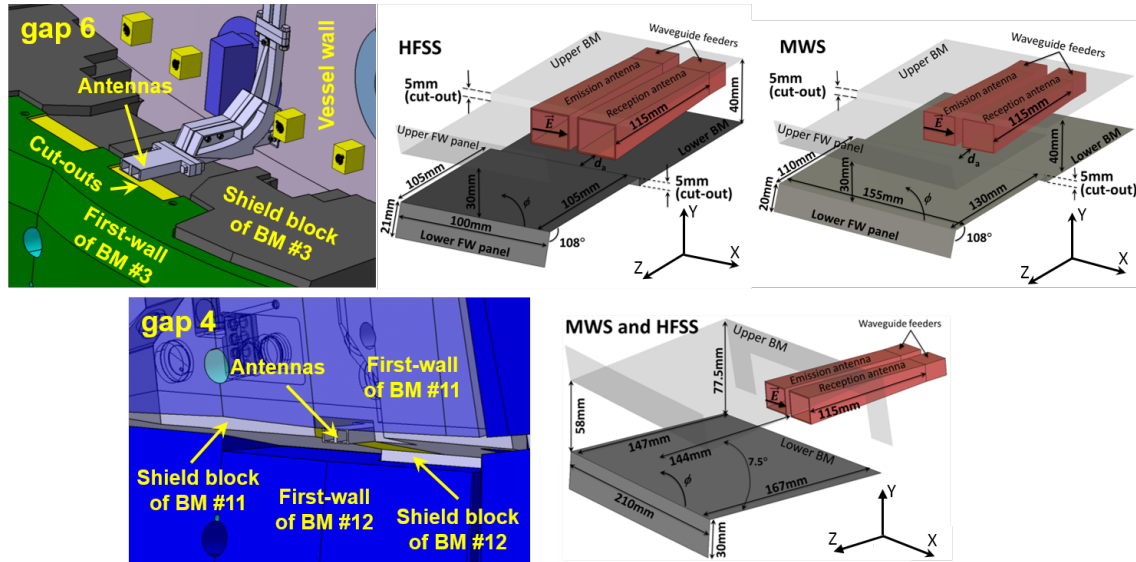 gap 6
Antennas
Vessel wall
Cut-outs
First-wall
of BM #3
Shield block
of BM #3
HFSS
Waveguide feeders
Upper BM
Emission antenna
Reception antenna
5mm
(cut-out)
E
115mm
40mm
Upper FW panel
Lower BM
dₐ
105mm
30mm
ϕ
105mm
5mm
(cut-out)
21mm
100mm
Lower FW panel
108°
Y
Z
X
MWS
Waveguide feeders
Upper BM
Emission antenna
Reception antenna
5mm
(cut-out)
E
115mm
Upper FW panel
Lower BM
40mm
dₐ
110mm
30mm
5mm
(cut-out)
155mm
ϕ
130mm
20mm
Lower FW panel
108°
Y
Z
X
gap 4
Antennas
First-wall
of BM #11
Shield block
of BM #11
First-wall
of BM #12
Shield block
of BM #12
MWS and HFSS
Waveguide feeders
Upper BM
Emission antenna
Reception antenna
77.5mm
E
115mm
58mm
147mm
Lower BM
144mm
7.5°
ϕ
167mm
210mm
30mm
Y
Z
X